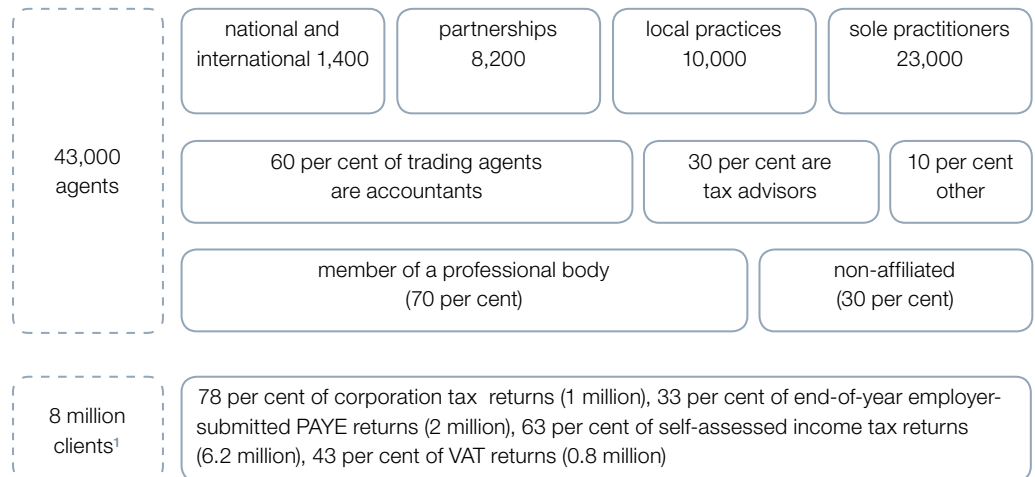 national and
international 1,400
partnerships
8,200
local practices
10,000
sole practitioners
23,000
43,000
agents
60 per cent of trading agents
are accountants
30 per cent are
tax advisors
10 per cent
other
member of a professional body
(70 per cent)
non-affiliated
(30 per cent)
8 million
clients¹
78 per cent of corporation tax returns (1 million), 33 per cent of end-of-year employer-
submitted PAYE returns (2 million), 63 per cent of self-assessed income tax returns
(6.2 million), 43 per cent of VAT returns (0.8 million)